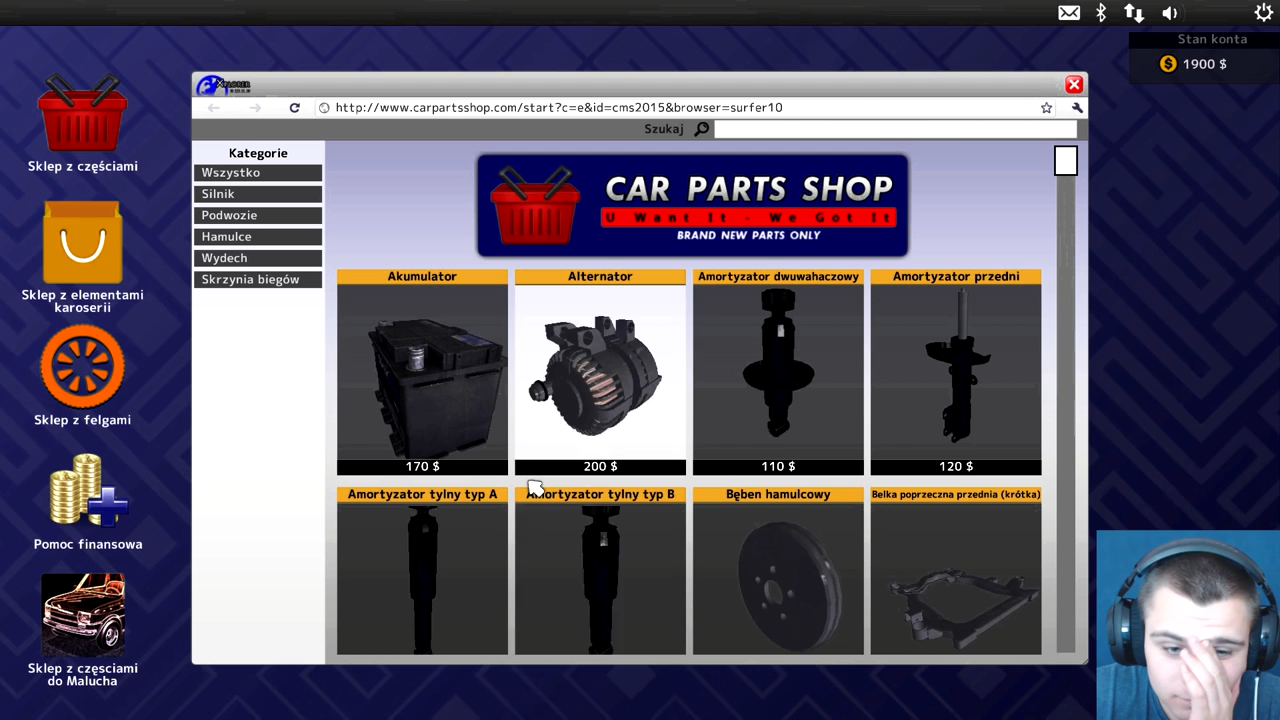 Stan konta
1900 $
XPLORER
http://www.carpartsshop.com/start?c=e&id=cms2015&browser=surfer10
Szukaj
Sklep z częściami
Sklep z elementami
karoserii
Sklep z felgami
Pomoc finansowa
Sklep z częsciami
do Malucha
Kategorie
Wszystko
Silnik
Podwozie
Hamulce
Wydech
Skrzynia biegów
CAR PARTS SHOP
U Want It - We Got It
BRAND NEW PARTS ONLY
Akumulator
170 $
Alternator
200 $
Amortyzator dwuwahaczowy
110 $
Amortyzator przedni
120 $
Amortyzator tylny typ A
Amortyzator tylny typ B
Bęben hamulcowy
Belka poprzeczna przednia (krótka)